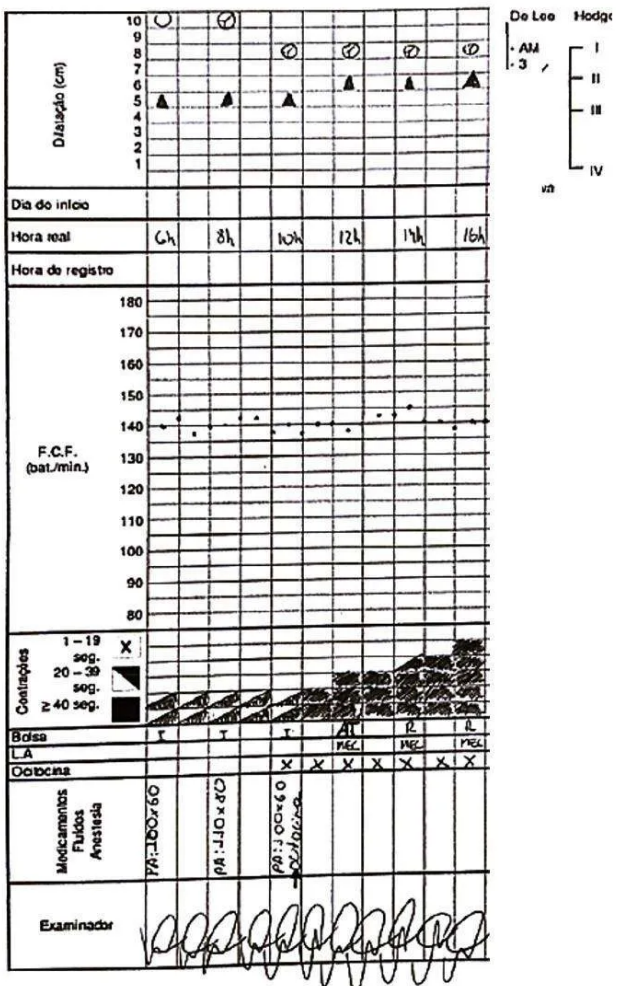 De Lee Hodge
10
9
8
7
6
5
4
3
2
1
Dilatação (cm)
- AM
- 3
I
II
III
IV
va
Dia do início
Hora real 6h 8h 10h 12h 14h 16h
Hora do registro
180
170
160
150
140
130
120
110
100
90
80
F.C.F.
(bat./min.)
Contrações
1 – 19
seg.
X
20 – 39
seg.
≥ 40 seg.
Bolsa I I I AT R R
L.A MEC MEC MEC
Ocitocina X X X X X X X
Medicamentos
Fluidos
Anestesia
PA:100x60
PA:110x80
PA:100x60
→ocitocina
Examinador